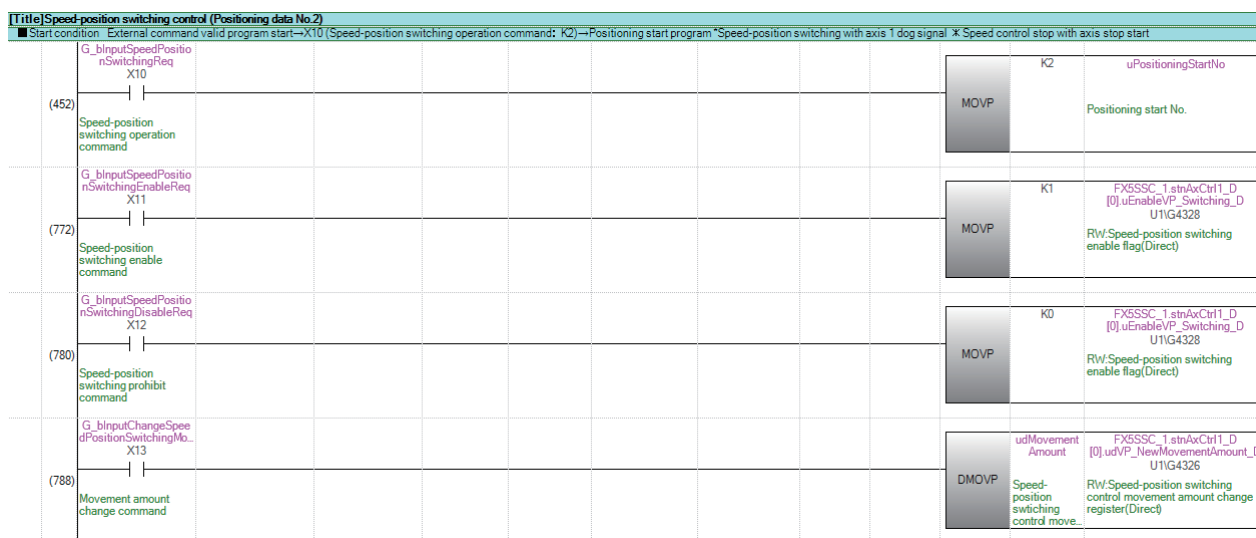 [Title]Speed-position switching control (Positioning data No.2)
■Start condition External command valid program start→X10 (Speed-position switching operation command: K2)→Positioning start program *Speed-position switching with axis 1 dog signal ※Speed control stop with axis stop start
G_bInputSpeedPositio
nSwitchingReq
X10
(452)
Speed-position
switching operation
command
MOVP
K2
uPositioningStartNo
Positioning start No.
G_bInputSpeedPositio
nSwitchingEnableReq
X11
(772)
Speed-position
switching enable
command
MOVP
K1
FX5SSC_1.stnAxCtrl1_D
[0].uEnableVP_Switching_D
U1\G4328
RW:Speed-position switching
enable flag(Direct)
G_bInputSpeedPositio
nSwitchingDisableReq
X12
(780)
Speed-position
switching prohibit
command
MOVP
K0
FX5SSC_1.stnAxCtrl1_D
[0].uEnableVP_Switching_D
U1\G4328
RW:Speed-position switching
enable flag(Direct)
G_bInputChangeSpee
dPositionSwitchingMo...
X13
(788)
Movement amount
change command
DMOVP
udMovement
Amount
Speed-
position
swtiching
control move...
FX5SSC_1.stnAxCtrl1_D
[0].udVP_NewMovementAmount_D
U1\G4326
RW:Speed-position switching
control movement amount change
register(Direct)